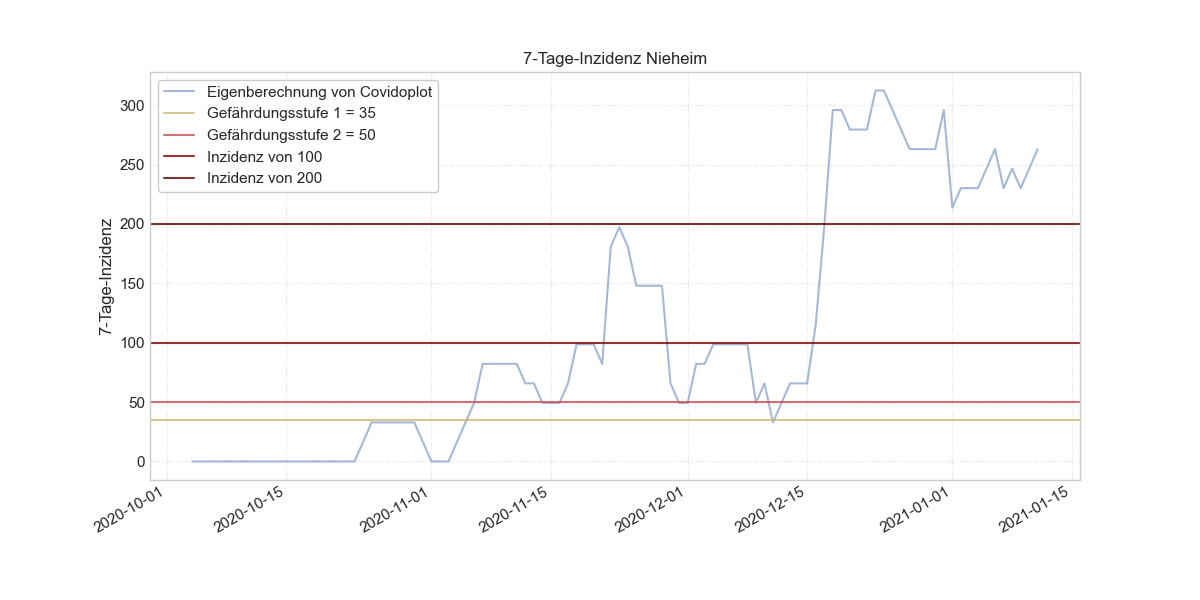 7-Tage-Inzidenz Nieheim
Eigenberechnung von Covidoplot
Gefährdungsstufe 1 = 35
Gefährdungsstufe 2 = 50
Inzidenz von 100
Inzidenz von 200
7-Tage-Inzidenz
300
250
200
150
100
50
0
2020-10-01
2020-10-15
2020-11-01
2020-11-15
2020-12-01
2020-12-15
2021-01-01
2021-01-15